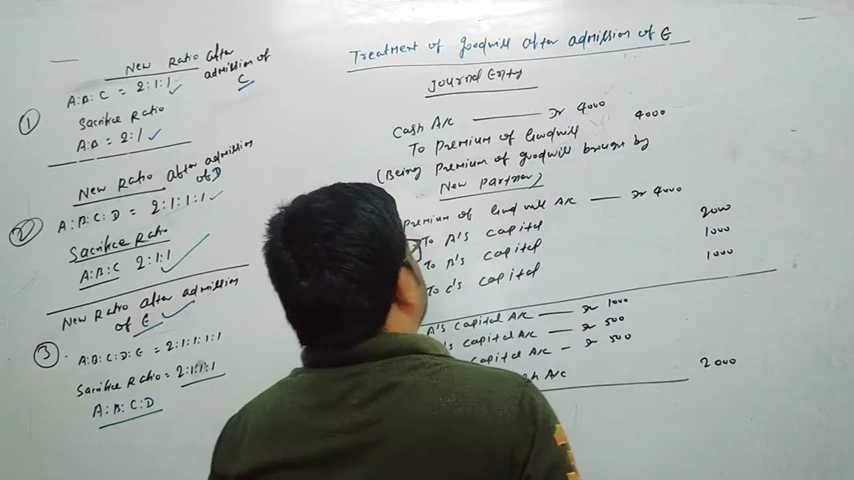 New Ratio after
admission of
C
① A:B:C = 2:1:1
Sacrifice Ratio
A:B = 2:1
New Ratio after admission
of D
② A:B:C:D = 2:1:1:1
Sacrifice Ratio
A:B:C 2:1:1
New Ratio after admission
of E
③ A:B:C:D:E = 2:1:1:1:1
Sacrifice Ratio = 2:1:1:1
A:B:C:D
Treatment of goodwill after admission of E
Journal Entry
Cash A/c Dr 4000
To Premium of Goodwill 4000
(Being Premium of goodwill brought by
New Partner)
Premium of Goodwill A/c Dr 4000
To A's capital 2000
To B's capital 1000
To C's capital 1000
A's capital A/c Dr 1000
's capital A/c Dr 500
capital A/c Dr 500
sh A/c 2000